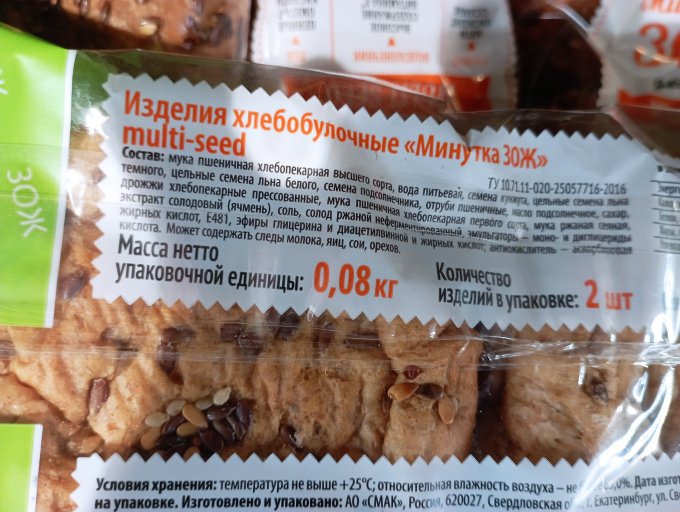 ЗОЖ
Изделия хлебобулочные «Минутка ЗОЖ»
multi-seed
ТУ 10.71.11-020-25057716-2016
Состав: мука пшеничная хлебопекарная высшего сорта, вода питьевая, семена кунжута, цельные семена льна
темного, цельные семена льна белого, семена подсолнечника, отруби пшеничные, масло подсолнечное, сахар,
дрожжи хлебопекарные прессованные, мука пшеничная хлебопекарная первого сорта, мука ржаная сеяная,
экстракт солодовый (ячмень), соль, солод ржаной неферментированный, эмульгаторы – моно- и диглицериды
жирных кислот, Е481, эфиры глицерина и диацетилвинной и жирных кислот; антиокислитель – аскорбиновая
кислота. Может содержать следы молока, яиц, сои, орехов.
Масса нетто
упаковочной единицы: 0,08 кг
Количество
изделий в упаковке: 2 шт
Условия хранения: температура не выше +25°С; относительная влажность воздуха – не Дата изгот
на упаковке. Изготовлено и упаковано: АО «СМАК», Россия, 620027, Свердловская г. Екатеринбург, ул. Св